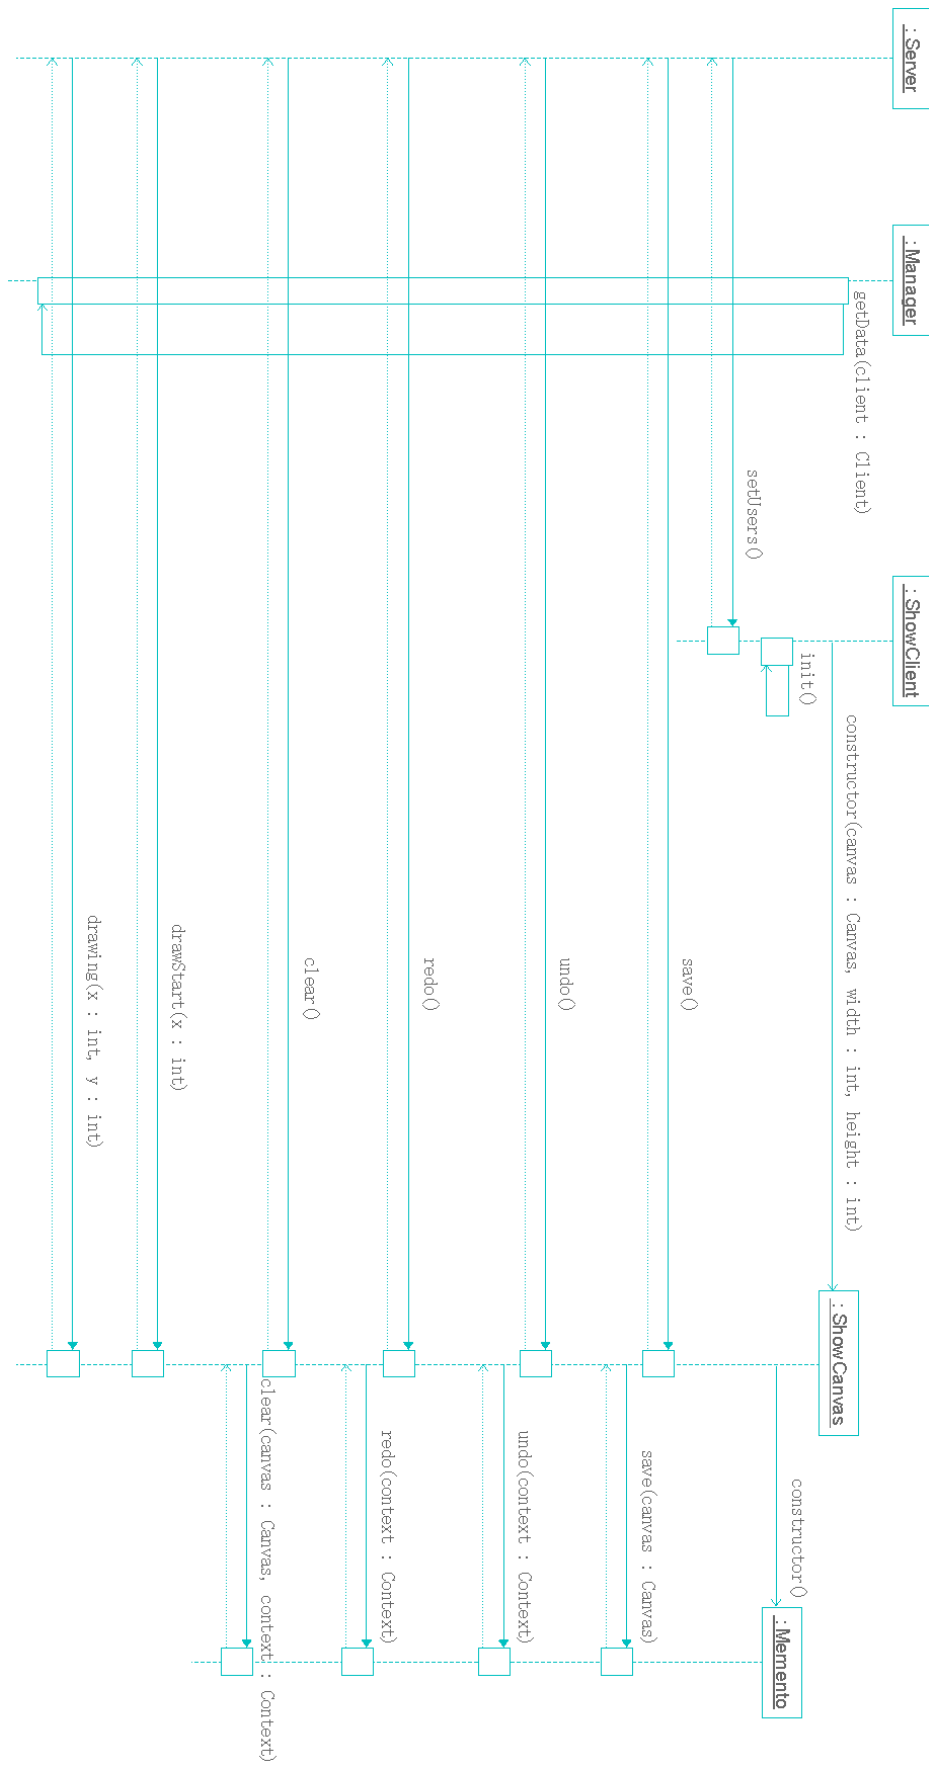 : Server
: Manager
: ShowClient
getData(client : Client)
constructor(canvas : Canvas, width : int, height : int)
: ShowCanvas
init()
constructor()
: Memento
setUsers()
save()
save(canvas : Canvas)
undo()
undo(context : Context)
redo()
redo(context : Context)
clear()
clear(canvas : Canvas, context : Context)
drawStart(x : int)
drawing(x : int, y : int)